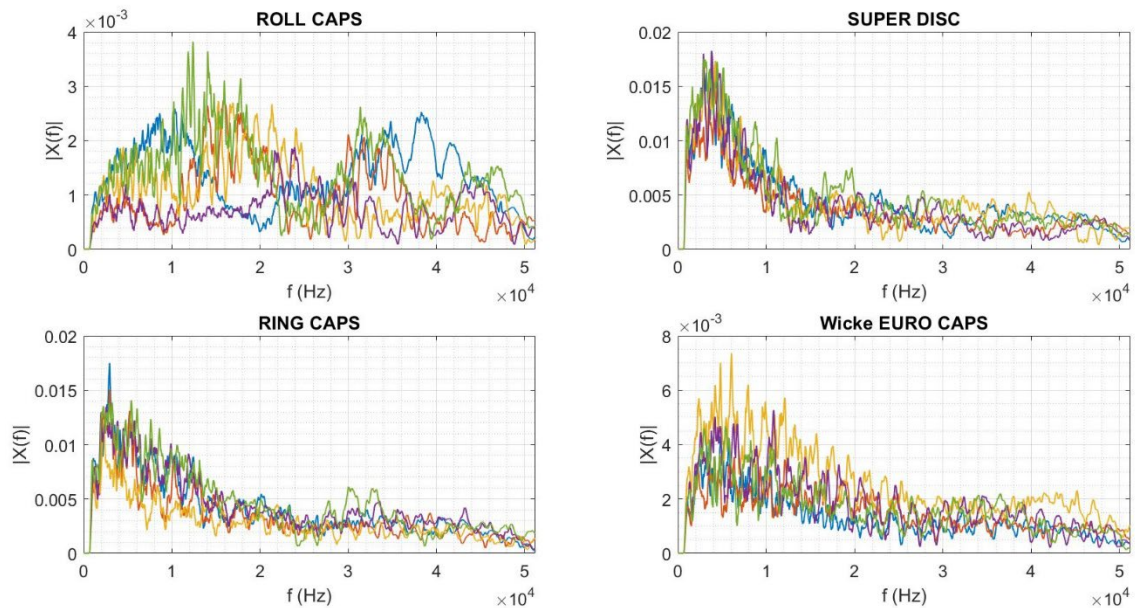 ROLL CAPS
×10⁻³
4
3
2
1
0
|X(f)|
0 1 2 3 4 5
f (Hz)
×10⁴
SUPER DISC
0.02
0.015
0.01
0.005
0
|X(f)|
0 1 2 3 4 5
f (Hz)
×10⁴
RING CAPS
0.02
0.015
0.01
0.005
0
|X(f)|
0 1 2 3 4 5
f (Hz)
×10⁴
Wicke EURO CAPS
×10⁻³
8
6
4
2
0
|X(f)|
0 1 2 3 4 5
f (Hz)
×10⁴